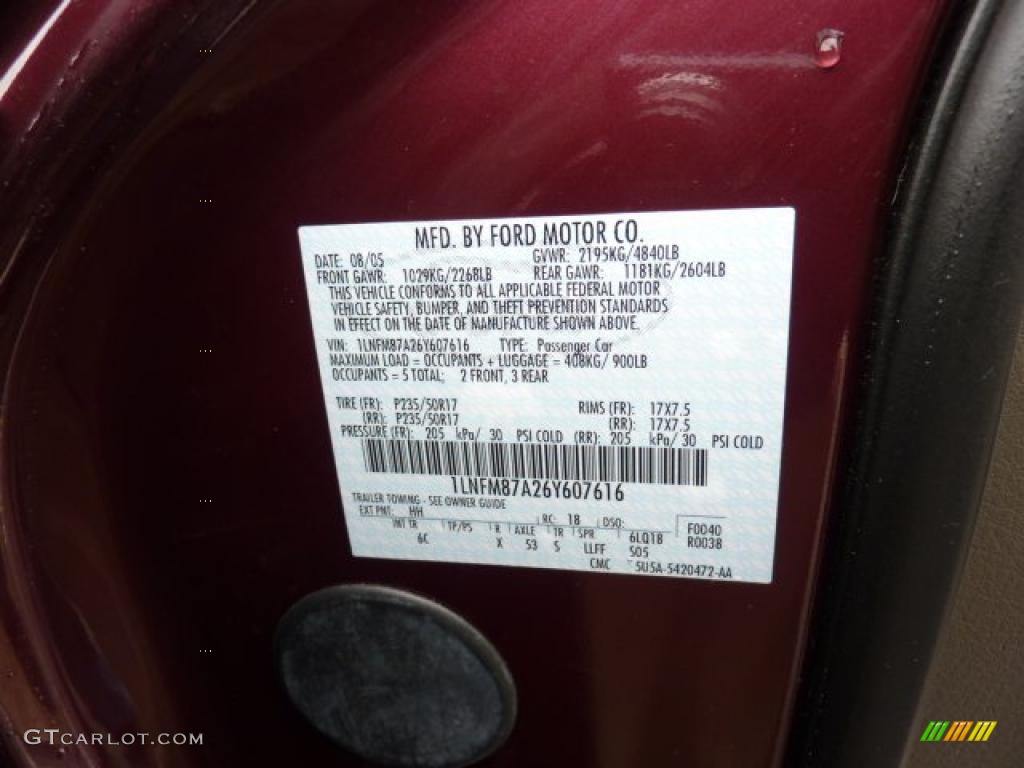 MFD. BY FORD MOTOR CO.
DATE: 08/05 GVWR: 2195KG/4840LB
FRONT GAWR: 1029KG/2268LB REAR GAWR: 1181KG/2604LB
THIS VEHICLE CONFORMS TO ALL APPLICABLE FEDERAL MOTOR
VEHICLE SAFETY, BUMPER, AND THEFT PREVENTION STANDARDS
IN EFFECT ON THE DATE OF MANUFACTURE SHOWN ABOVE.
VIN: 1LNFM87A26Y607616 TYPE: Passenger Car
MAXIMUM LOAD = OCCUPANTS + LUGGAGE = 408KG/ 900LB
OCCUPANTS = 5 TOTAL; 2 FRONT, 3 REAR
TIRE (FR): P235/50R17 RIMS (FR): 17X7.5
(RR): P235/50R17 (RR): 17X7.5
PRESSURE (FR): 205 kPa/ 30 PSI COLD (RR): 205 kPa/ 30 PSI COLD
1LNFM87A26Y607616
TRAILER TOWING - SEE OWNER GUIDE
EXT PNT: HH RC: 18 DSO: F0040
INT TR TP/PS R AXLE TR SPR 6LQ18 R0038
6C X 53 S LLFF S05
CMC 5U5A-5420472-AA
GTCARLOT.COM